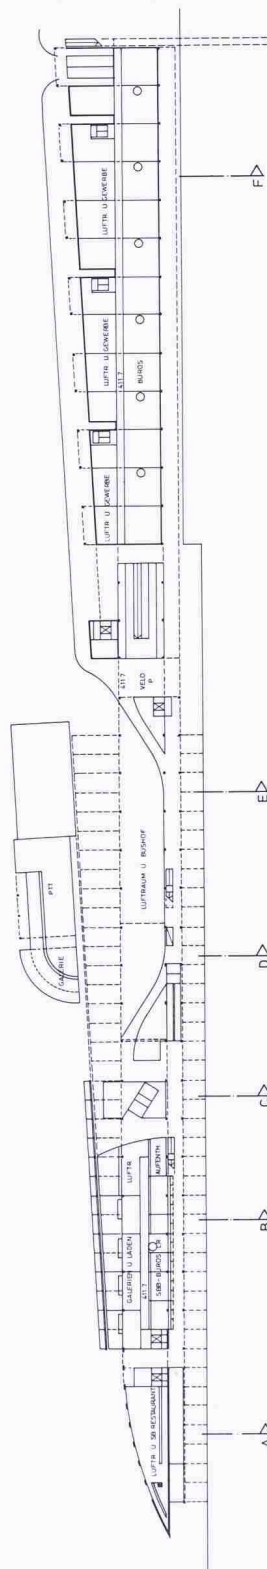 LUFTR U GEWERBE
LUFTR U GEWERBE
411.7
BÜROS
LUFTR U GEWERBE
411.7
VELO
P
LUFTRAUM U BUSHOF
PTT
GALERIE
LUFTR
GALERIEN U LÄDEN
411.7
AUFENTH
SBB-BÜROS
LUFTR U SB RESTAURANT
F
E
D
C
B
A